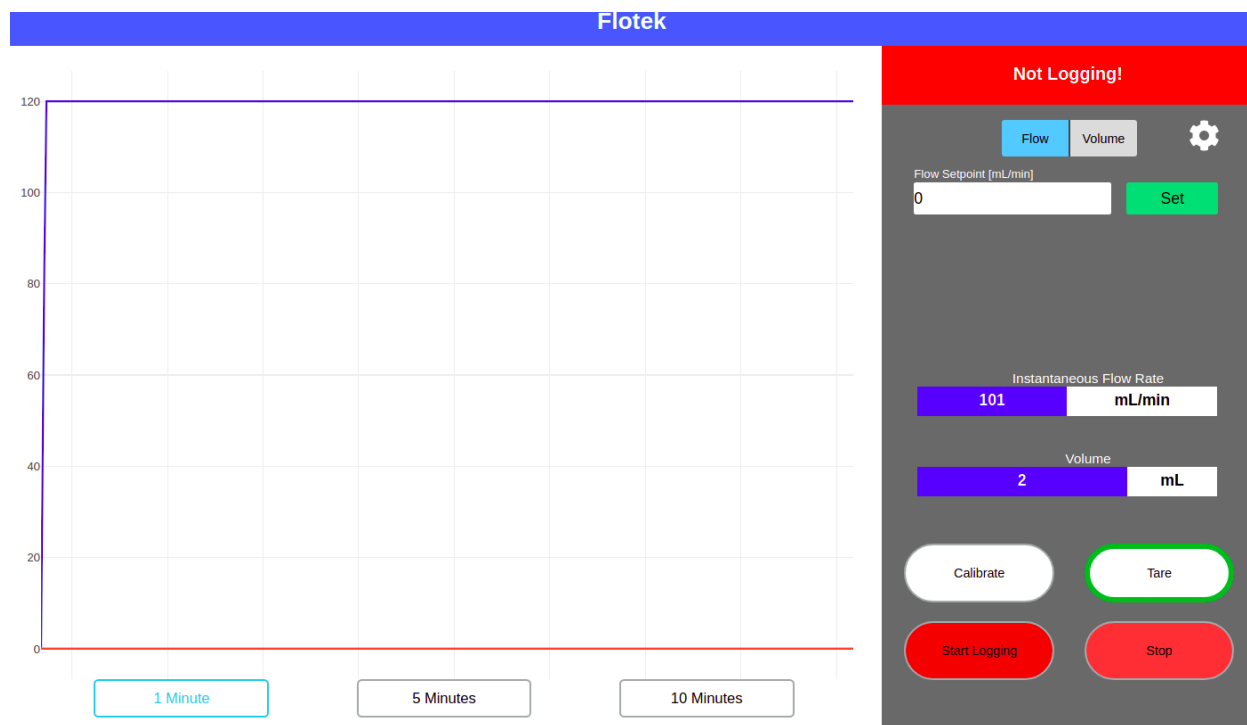 Flotek
Not Logging!
Flow Volume
Flow Setpoint [mL/min]
0 Set
120
100
80
60
40
20
0
Instantaneous Flow Rate
101 mL/min
Volume
2 mL
Calibrate Tare
Start Logging Stop
1 Minute 5 Minutes 10 Minutes